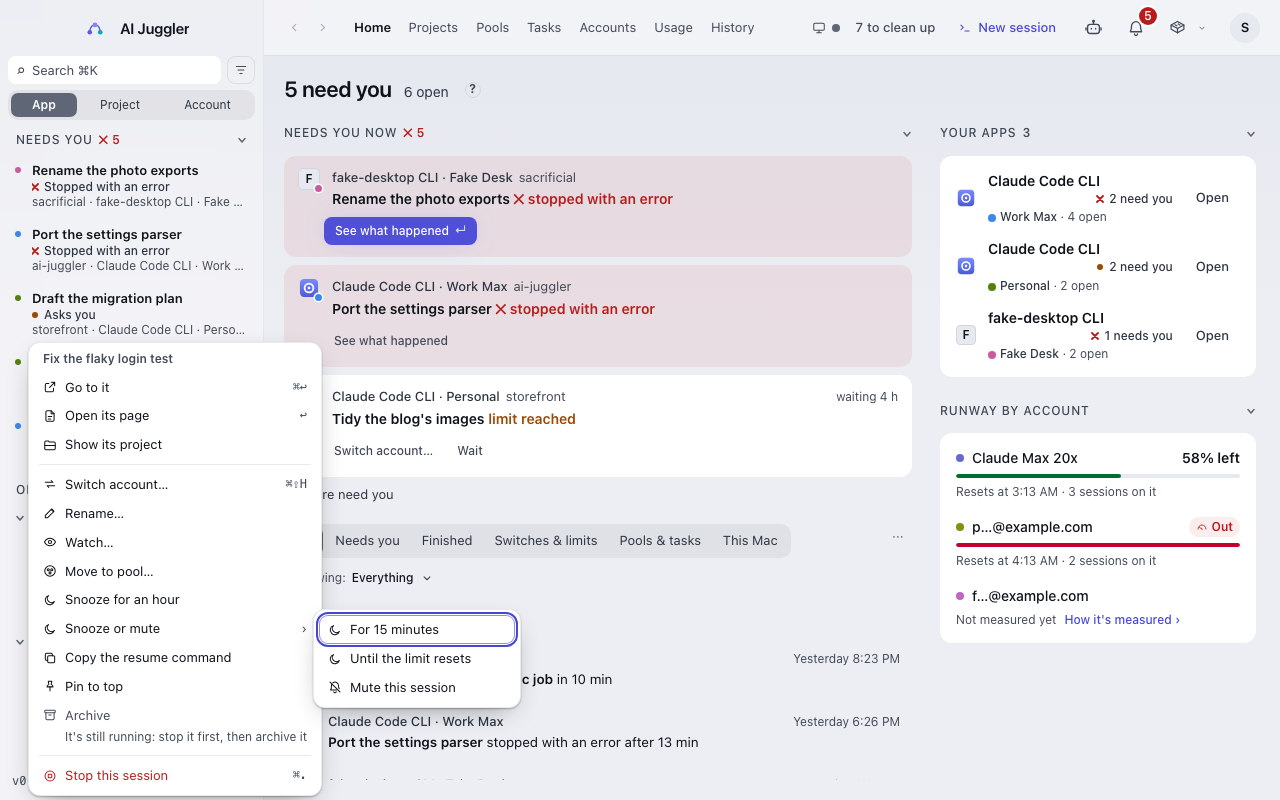 AI Juggler
Search ⌘K
App Project Account
NEEDS YOU 5
Rename the photo exports
Stopped with an error
sacrificial · fake-desktop CLI · Fake ...
Port the settings parser
Stopped with an error
ai-juggler · Claude Code CLI · Work ...
Draft the migration plan
Asks you
storefront · Claude Code CLI · Perso...
Fix the flaky login test
Go to it ⌘↩
Open its page ↩
Show its project
Switch account... ⌘⇧H
Rename...
Watch...
Move to pool...
Snooze for an hour
Snooze or mute ›
Copy the resume command
Pin to top
Archive
It's still running: stop it first, then archive it
Stop this session ⌘.
For 15 minutes
Until the limit resets
Mute this session
v0
Home Projects Pools Tasks Accounts Usage History 7 to clean up New session 5 S
5 need you 6 open ?
NEEDS YOU NOW 5
F fake-desktop CLI · Fake Desk sacrificial
Rename the photo exports stopped with an error
See what happened ↩
Claude Code CLI · Work Max ai-juggler
Port the settings parser stopped with an error
See what happened
Claude Code CLI · Personal storefront waiting 4 h
Tidy the blog's images limit reached
Switch account... Wait
re need you
Needs you Finished Switches & limits Pools & tasks This Mac ...
ving: Everything
Yesterday 8:23 PM
c job in 10 min
Claude Code CLI · Work Max Yesterday 6:26 PM
Port the settings parser stopped with an error after 13 min
YOUR APPS 3
Claude Code CLI
2 need you Open
Work Max · 4 open
Claude Code CLI
2 need you Open
Personal · 2 open
fake-desktop CLI
F 1 needs you Open
Fake Desk · 2 open
RUNWAY BY ACCOUNT
Claude Max 20x 58% left
Resets at 3:13 AM · 3 sessions on it
p...@example.com Out
Resets at 4:13 AM · 2 sessions on it
f...@example.com
Not measured yet How it's measured ›